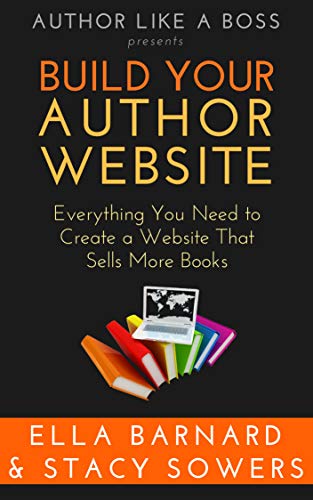 AUTHOR LIKE A BOSS
presents
BUILD YOUR
AUTHOR
WEBSITE
Everything You Need to
Create a Website That
Sells More Books
ELLA BARNARD
& STACY SOWERS